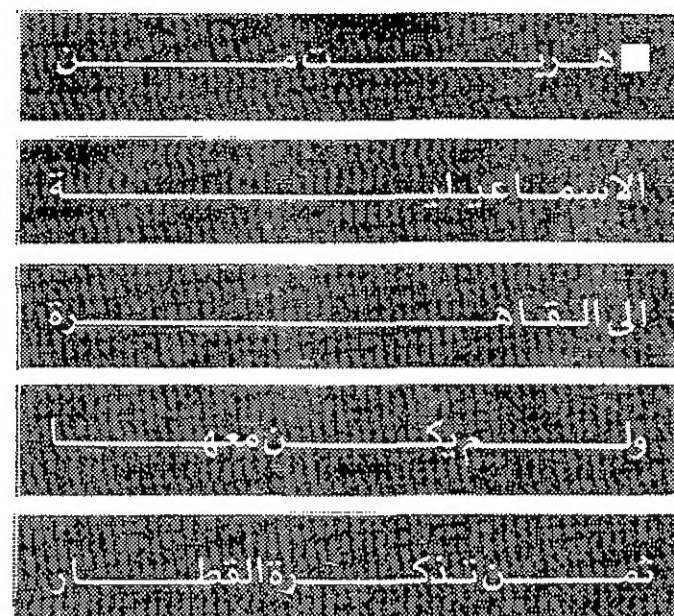 ■ هربت من
الاسماعيلية
الى القاهرة
ولم يكن معها
ثمن تذكرة القطار